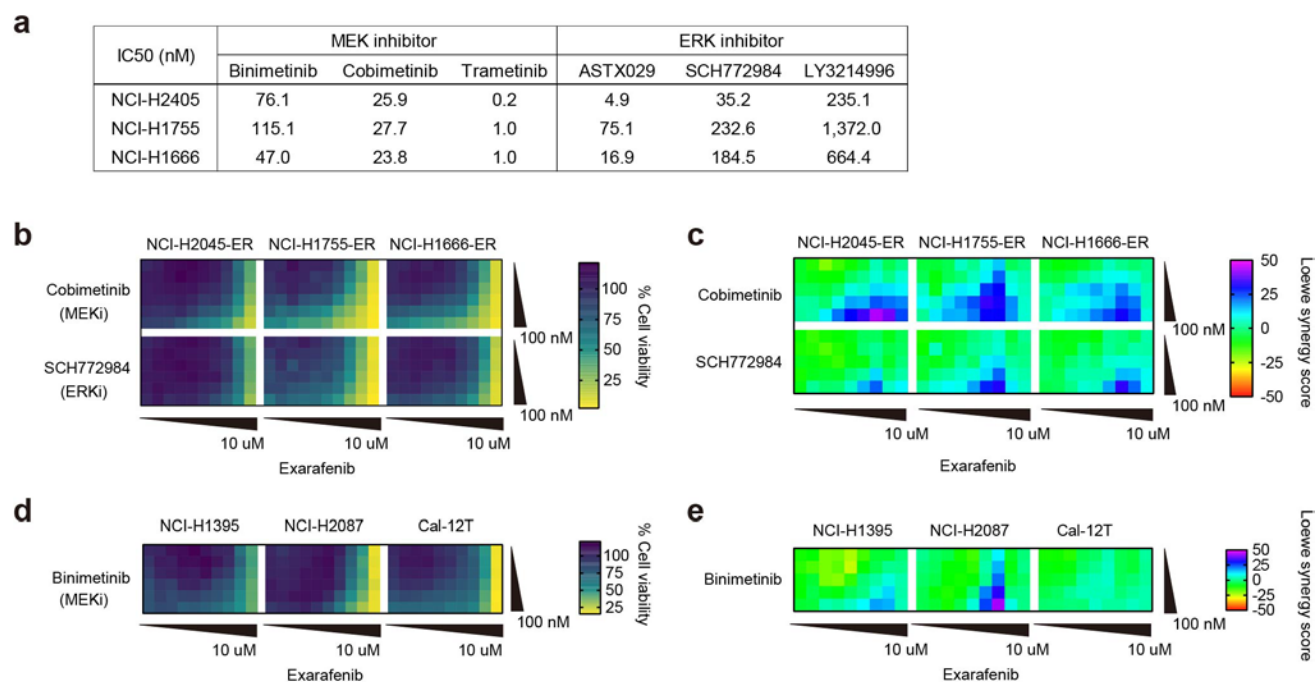 a
IC50 (nM)
MEK inhibitor
ERK inhibitor
Binimetinib Cobimetinib Trametinib ASTX029 SCH772984 LY3214996
NCI-H2405 76.1 25.9 0.2 4.9 35.2 235.1
NCI-H1755 115.1 27.7 1.0 75.1 232.6 1,372.0
NCI-H1666 47.0 23.8 1.0 16.9 184.5 664.4
b
NCI-H2045-ER NCI-H1755-ER NCI-H1666-ER
Cobimetinib
(MEKi)
100 nM
SCH772984
(ERKi)
100 nM
10 uM 10 uM 10 uM
Exarafenib
100
75
50
25
% Cell viability
c
NCI-H2045-ER NCI-H1755-ER NCI-H1666-ER
Cobimetinib
100 nM
SCH772984
100 nM
10 uM 10 uM 10 uM
Exarafenib
50
25
0
-25
-50
Loewe synergy score
d
NCI-H1395 NCI-H2087 Cal-12T
Binimetinib
(MEKi)
100 nM
10 uM 10 uM 10 uM
Exarafenib
100
75
50
25
% Cell viability
e
NCI-H1395 NCI-H2087 Cal-12T
Binimetinib
100 nM
10 uM 10 uM 10 uM
Exarafenib
50
25
0
-25
-50
Loewe synergy score